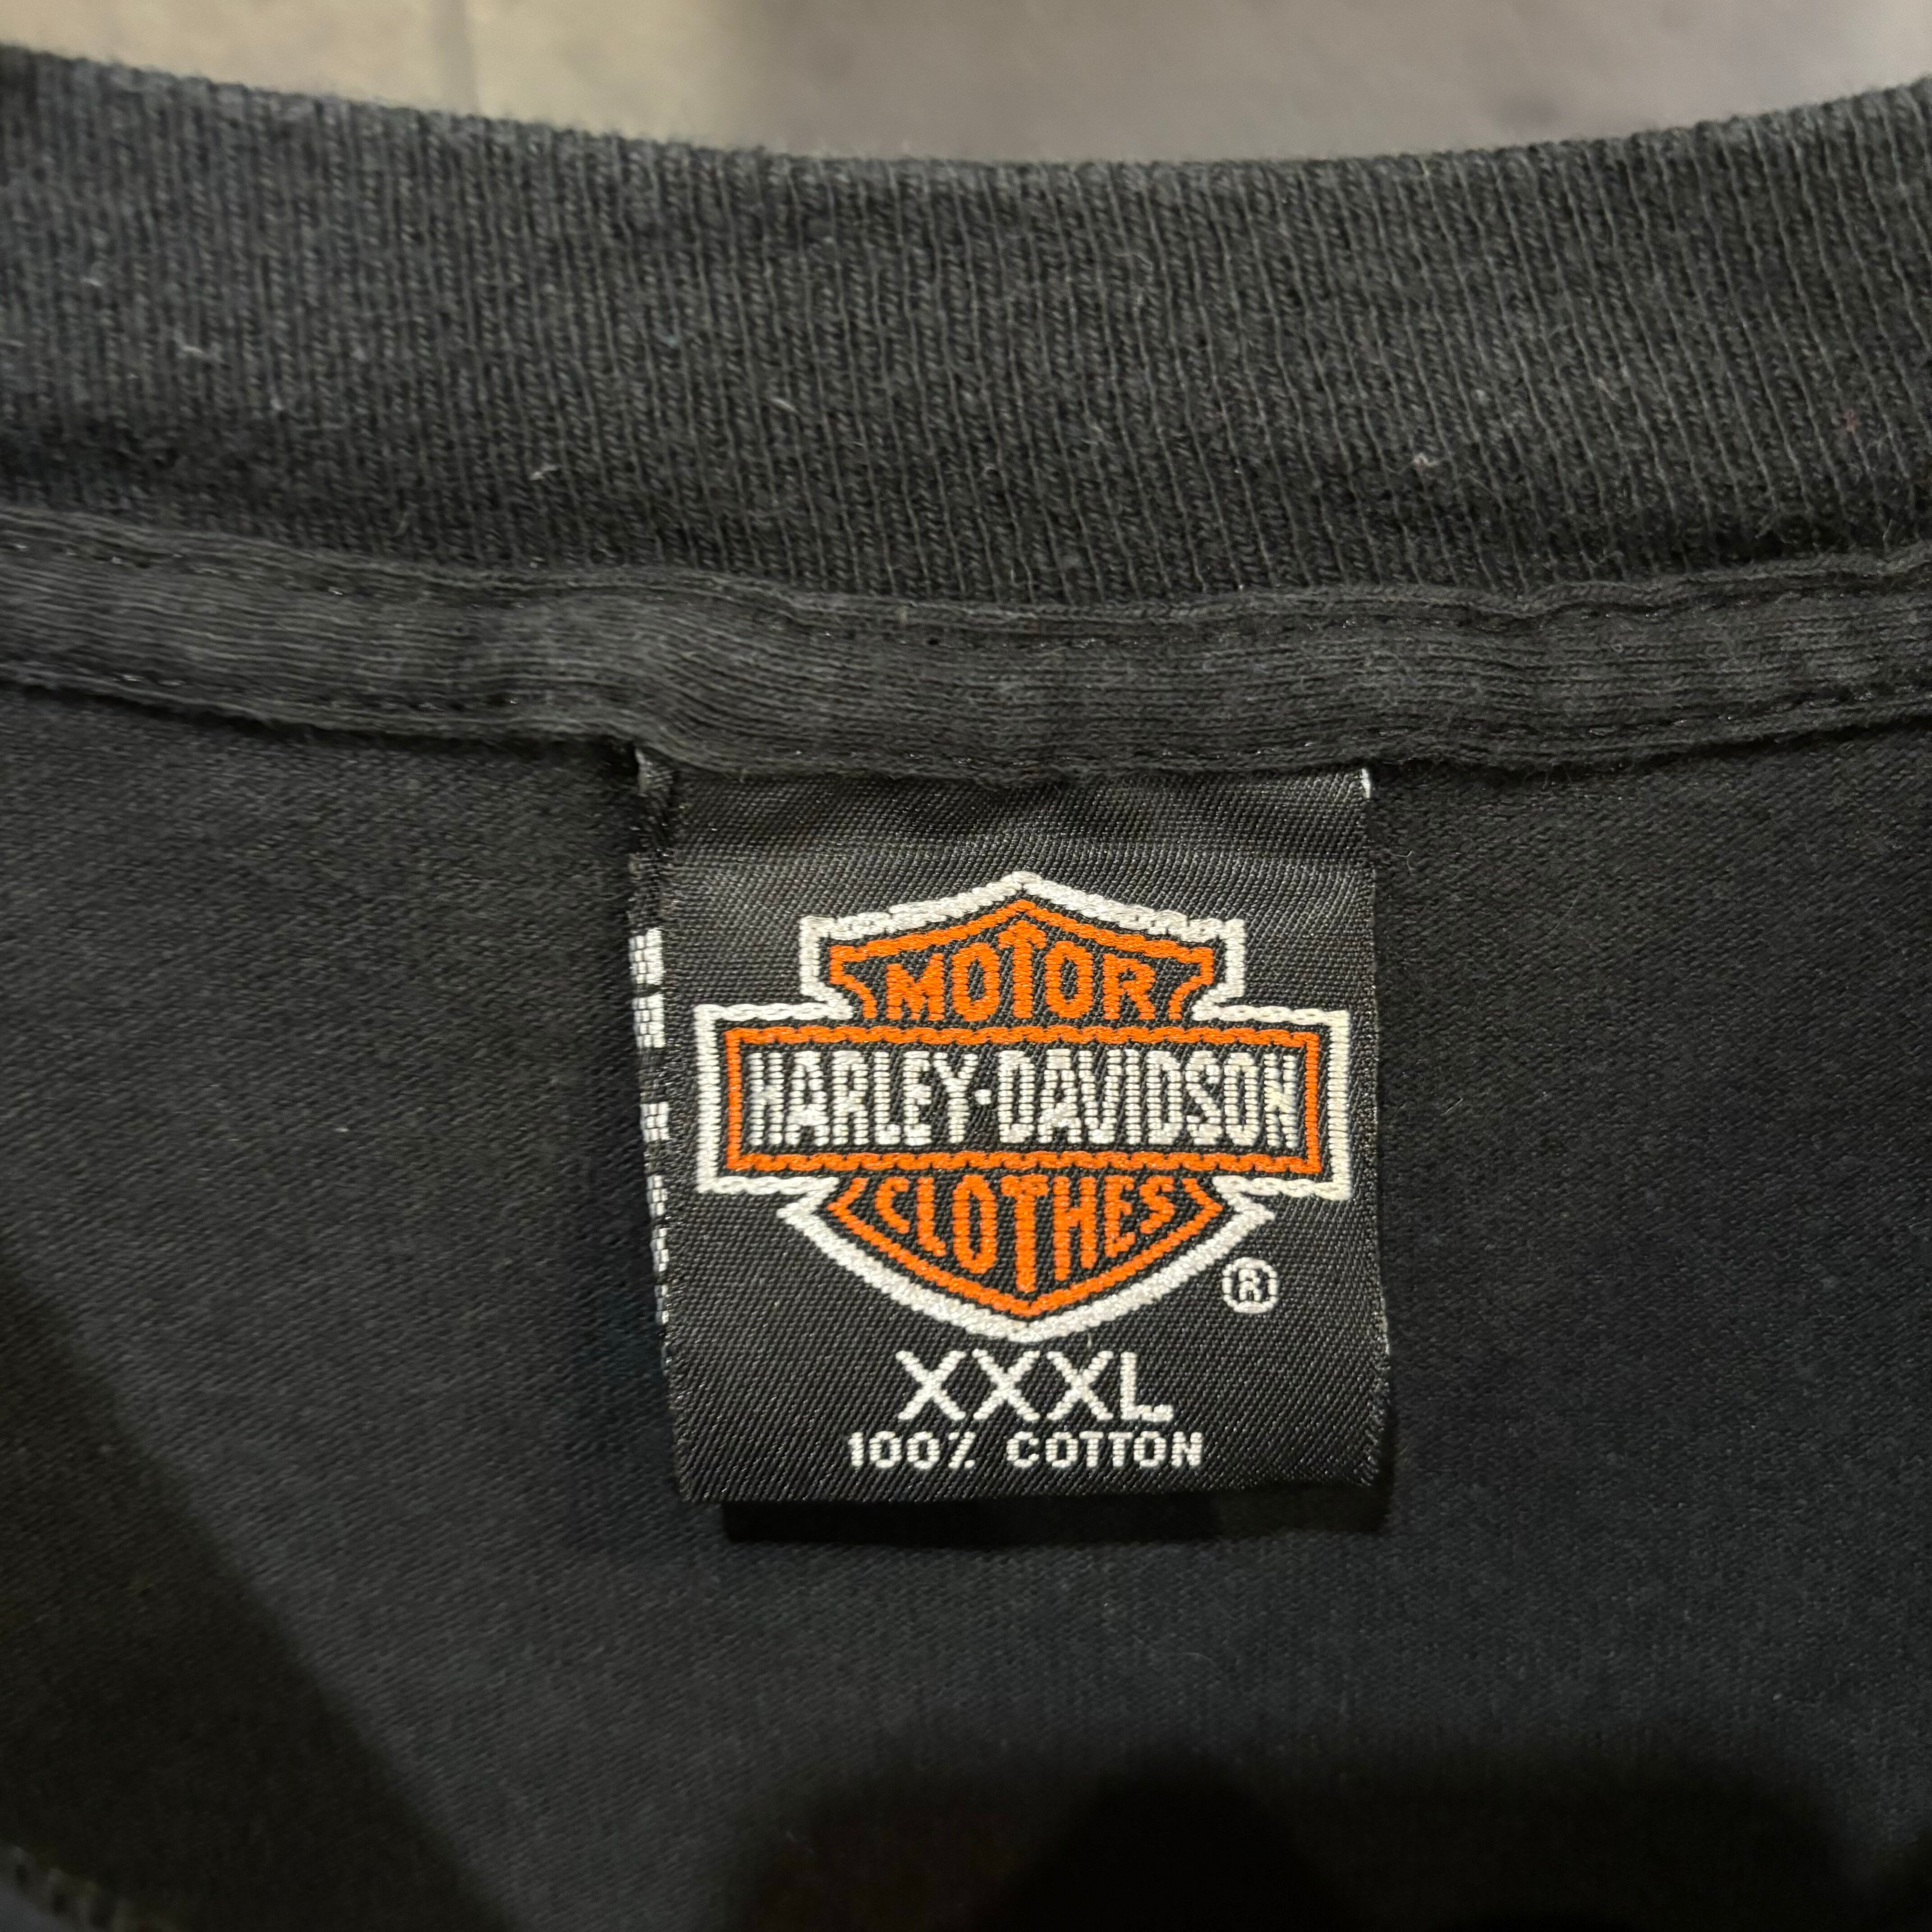 MOTOR
HARLEY-DAVIDSON
CLOTHES
®
XXXL
100% COTTON